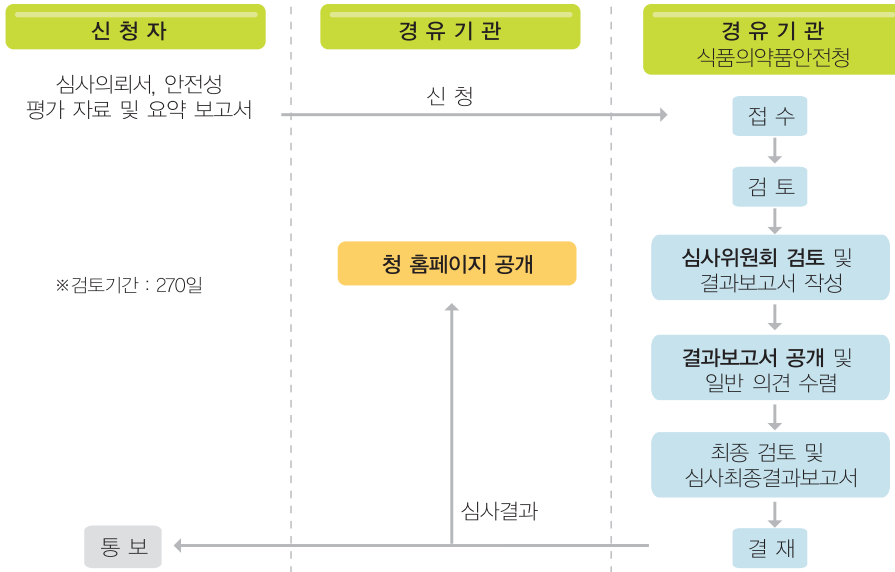 신청자
경유기관
경유기관
식품의약품안전청
심사의뢰서, 안전성
평가 자료 및 요약 보고서
신청
접수
검토
심사위원회 검토 및
결과보고서 작성
청 홈페이지 공개
※검토기간 : 270일
결과보고서 공개 및
일반 의견 수렴
최종 검토 및
심사최종결과보고서
심사결과
통보
결재